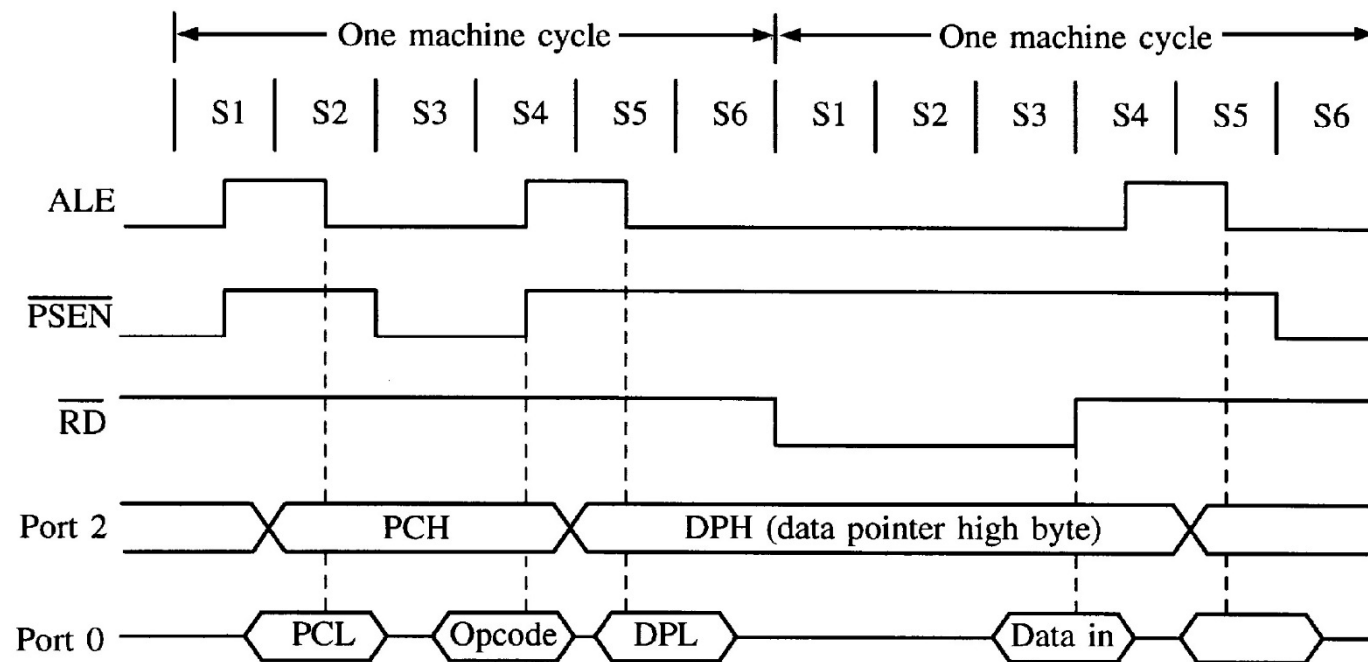 One machine cycle One machine cycle
S1 S2 S3 S4 S5 S6 S1 S2 S3 S4 S5 S6
ALE
PSEN
RD
Port 2 PCH DPH (data pointer high byte)
Port 0 PCL Opcode DPL Data in